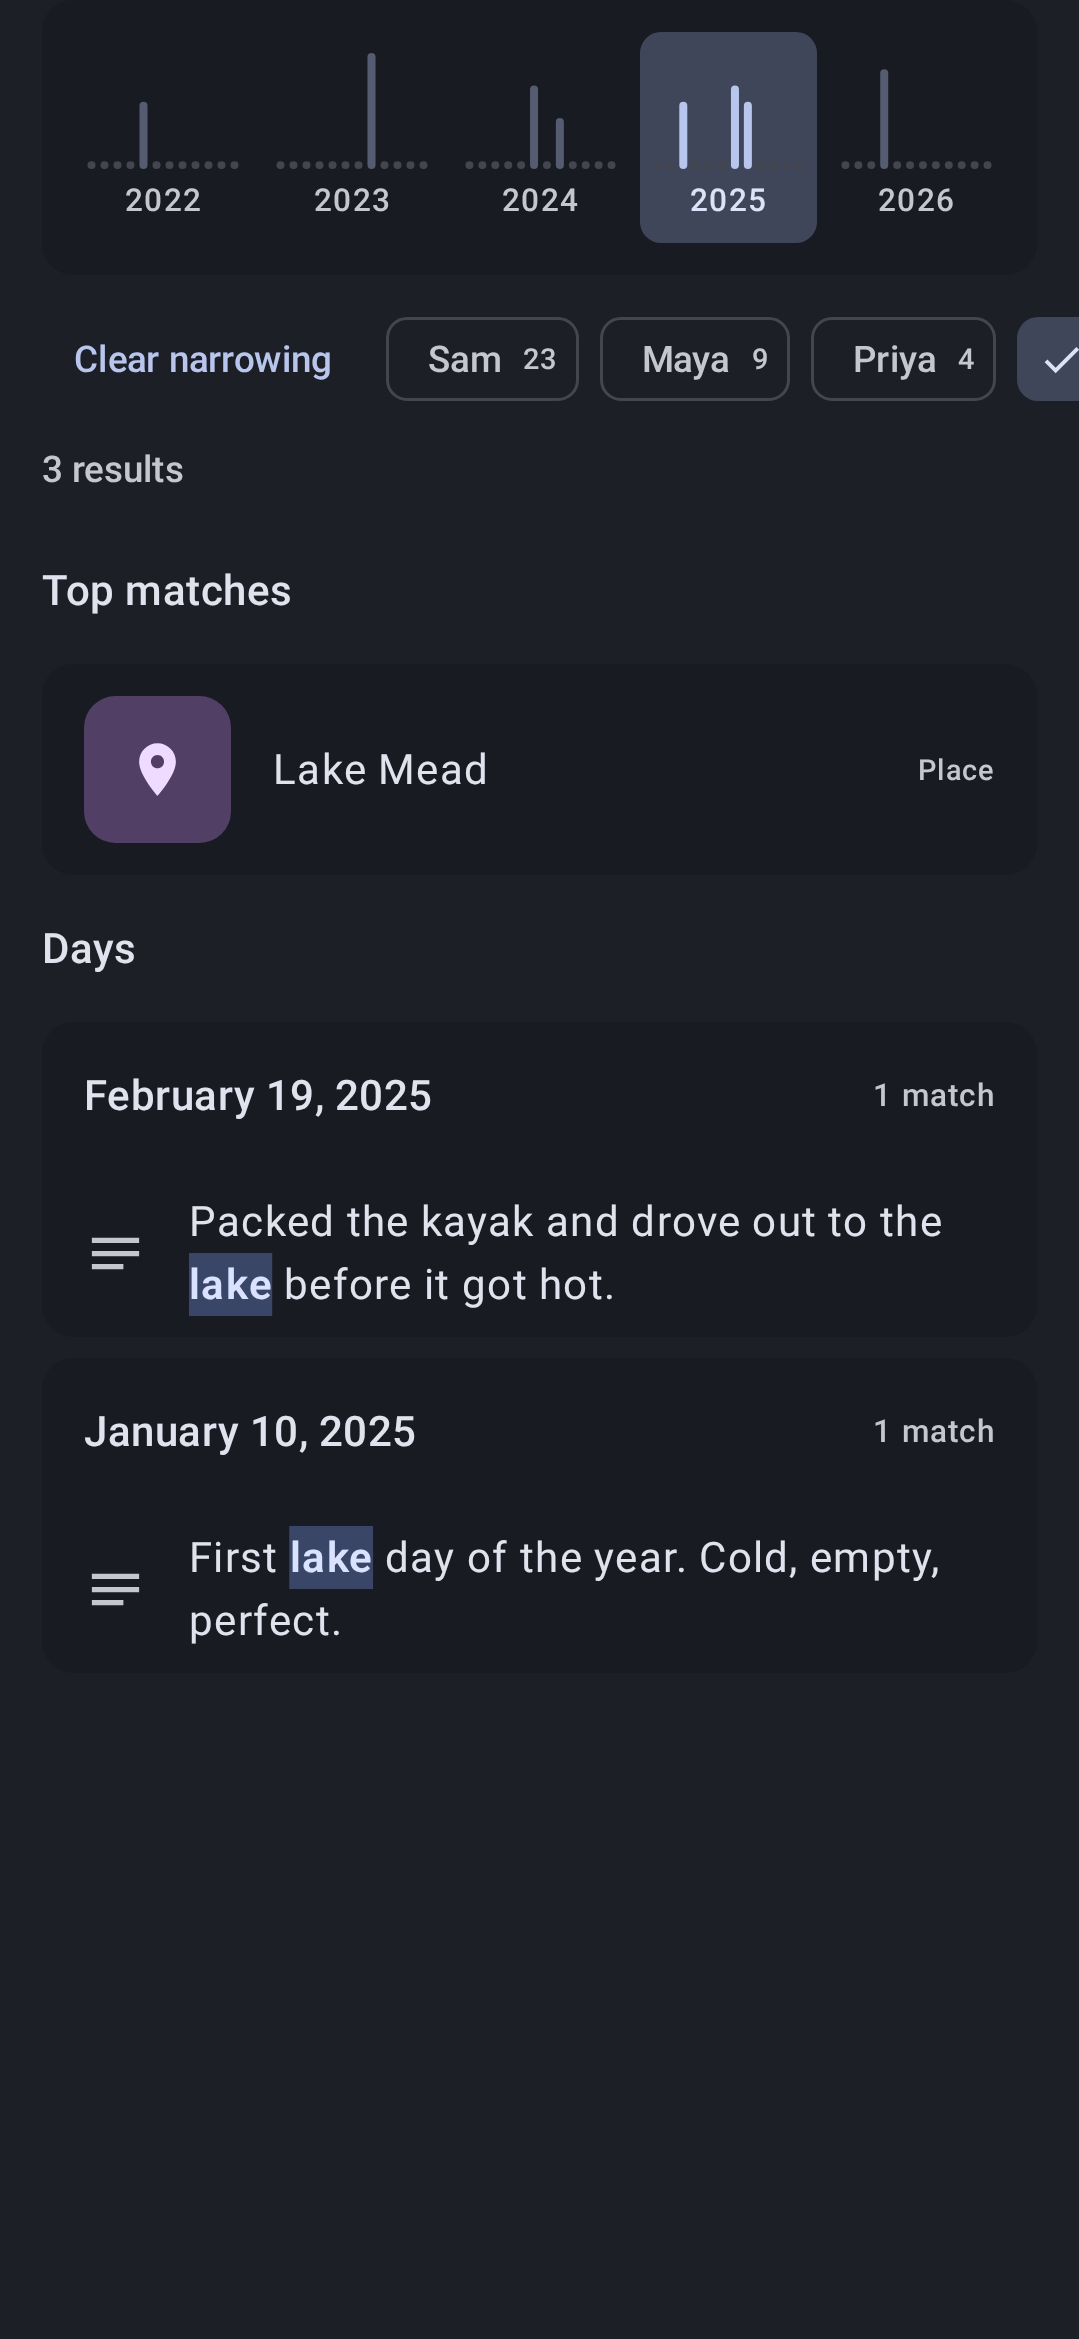 2022 2023 2024 2025 2026
Clear narrowing Sam 23 Maya 9 Priya 4
3 results
Top matches
Lake Mead Place
Days
February 19, 2025 1 match
Packed the kayak and drove out to the
lake before it got hot.
January 10, 2025 1 match
First lake day of the year. Cold, empty,
perfect.